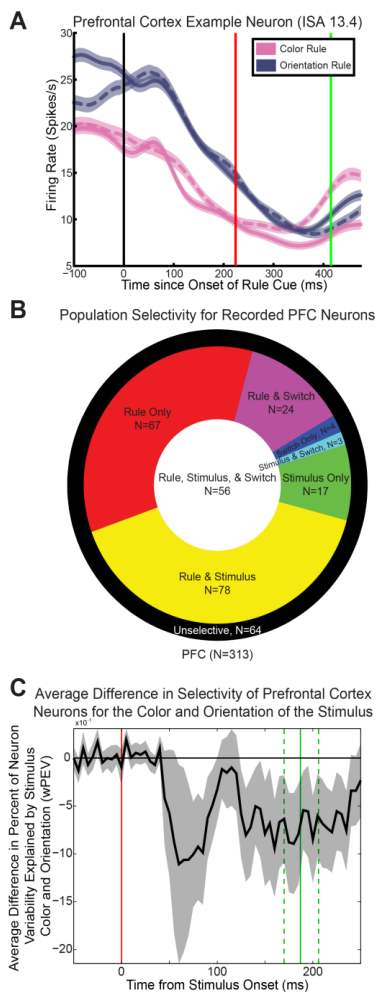 A
Prefrontal Cortex Example Neuron (ISA 13.4)
Firing Rate (Spikes/s)
30
25
20
15
10
5
Color Rule
Orientation Rule
−100
0
100
200
300
400
Time since Onset of Rule Cue (ms)
B
Population Selectivity for Recorded PFC Neurons
Rule & Switch
N=24
Rule Only
N=67
Switch Only, N=4
Stimulus & Switch, N=3
Rule, Stimulus, & Switch
N=56
Stimulus Only
N=17
Rule & Stimulus
N=78
Unselective, N=64
PFC (N=313)
C
Average Difference in Selectivity of Prefrontal Cortex
Neurons for the Color and Orientation of the Stimulus
Average Difference in Percent of Neuron
Variability Explained by Stimulus
Color and Orientation (wPEV)
×10⁻¹
0
−5
−10
−15
−20
0
100
200
Time from Stimulus Onset (ms)